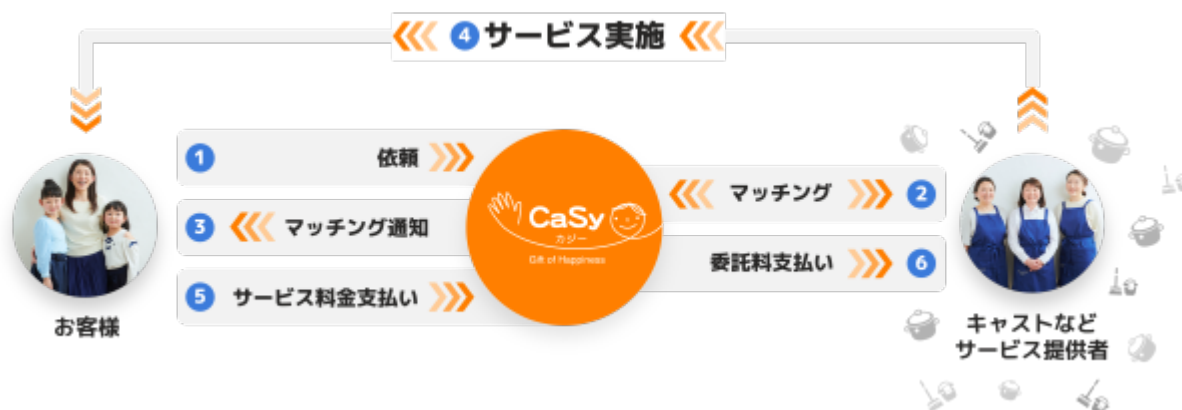 4 サービス実施
1 依頼
マッチング 2
3 マッチング通知
CaSy
カジー
Gift of Happiness
委託料支払い 6
5 サービス料金支払い
お客様
キャストなど
サービス提供者